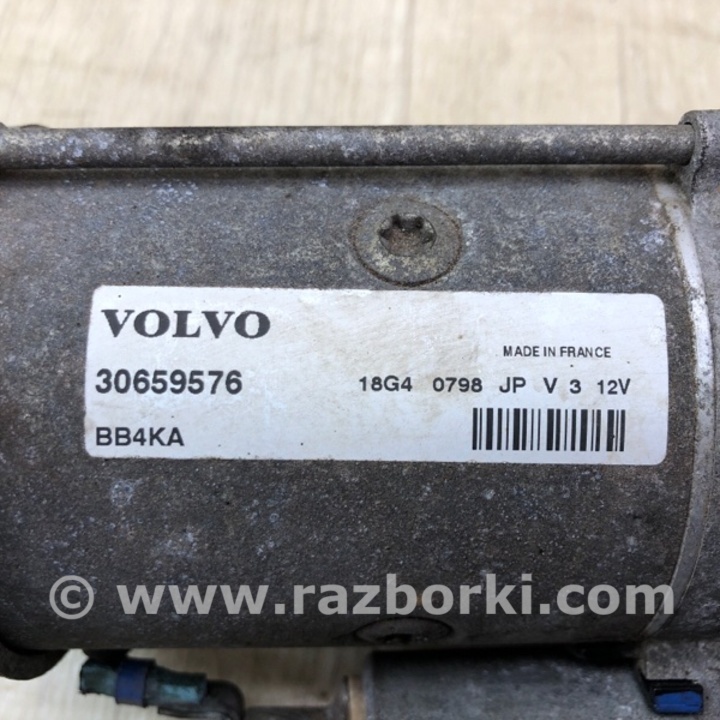 VOLVO
MADE IN FRANCE
30659576 18G4 0798 JP V 3 12V
BB4KA
© www.razborki.com